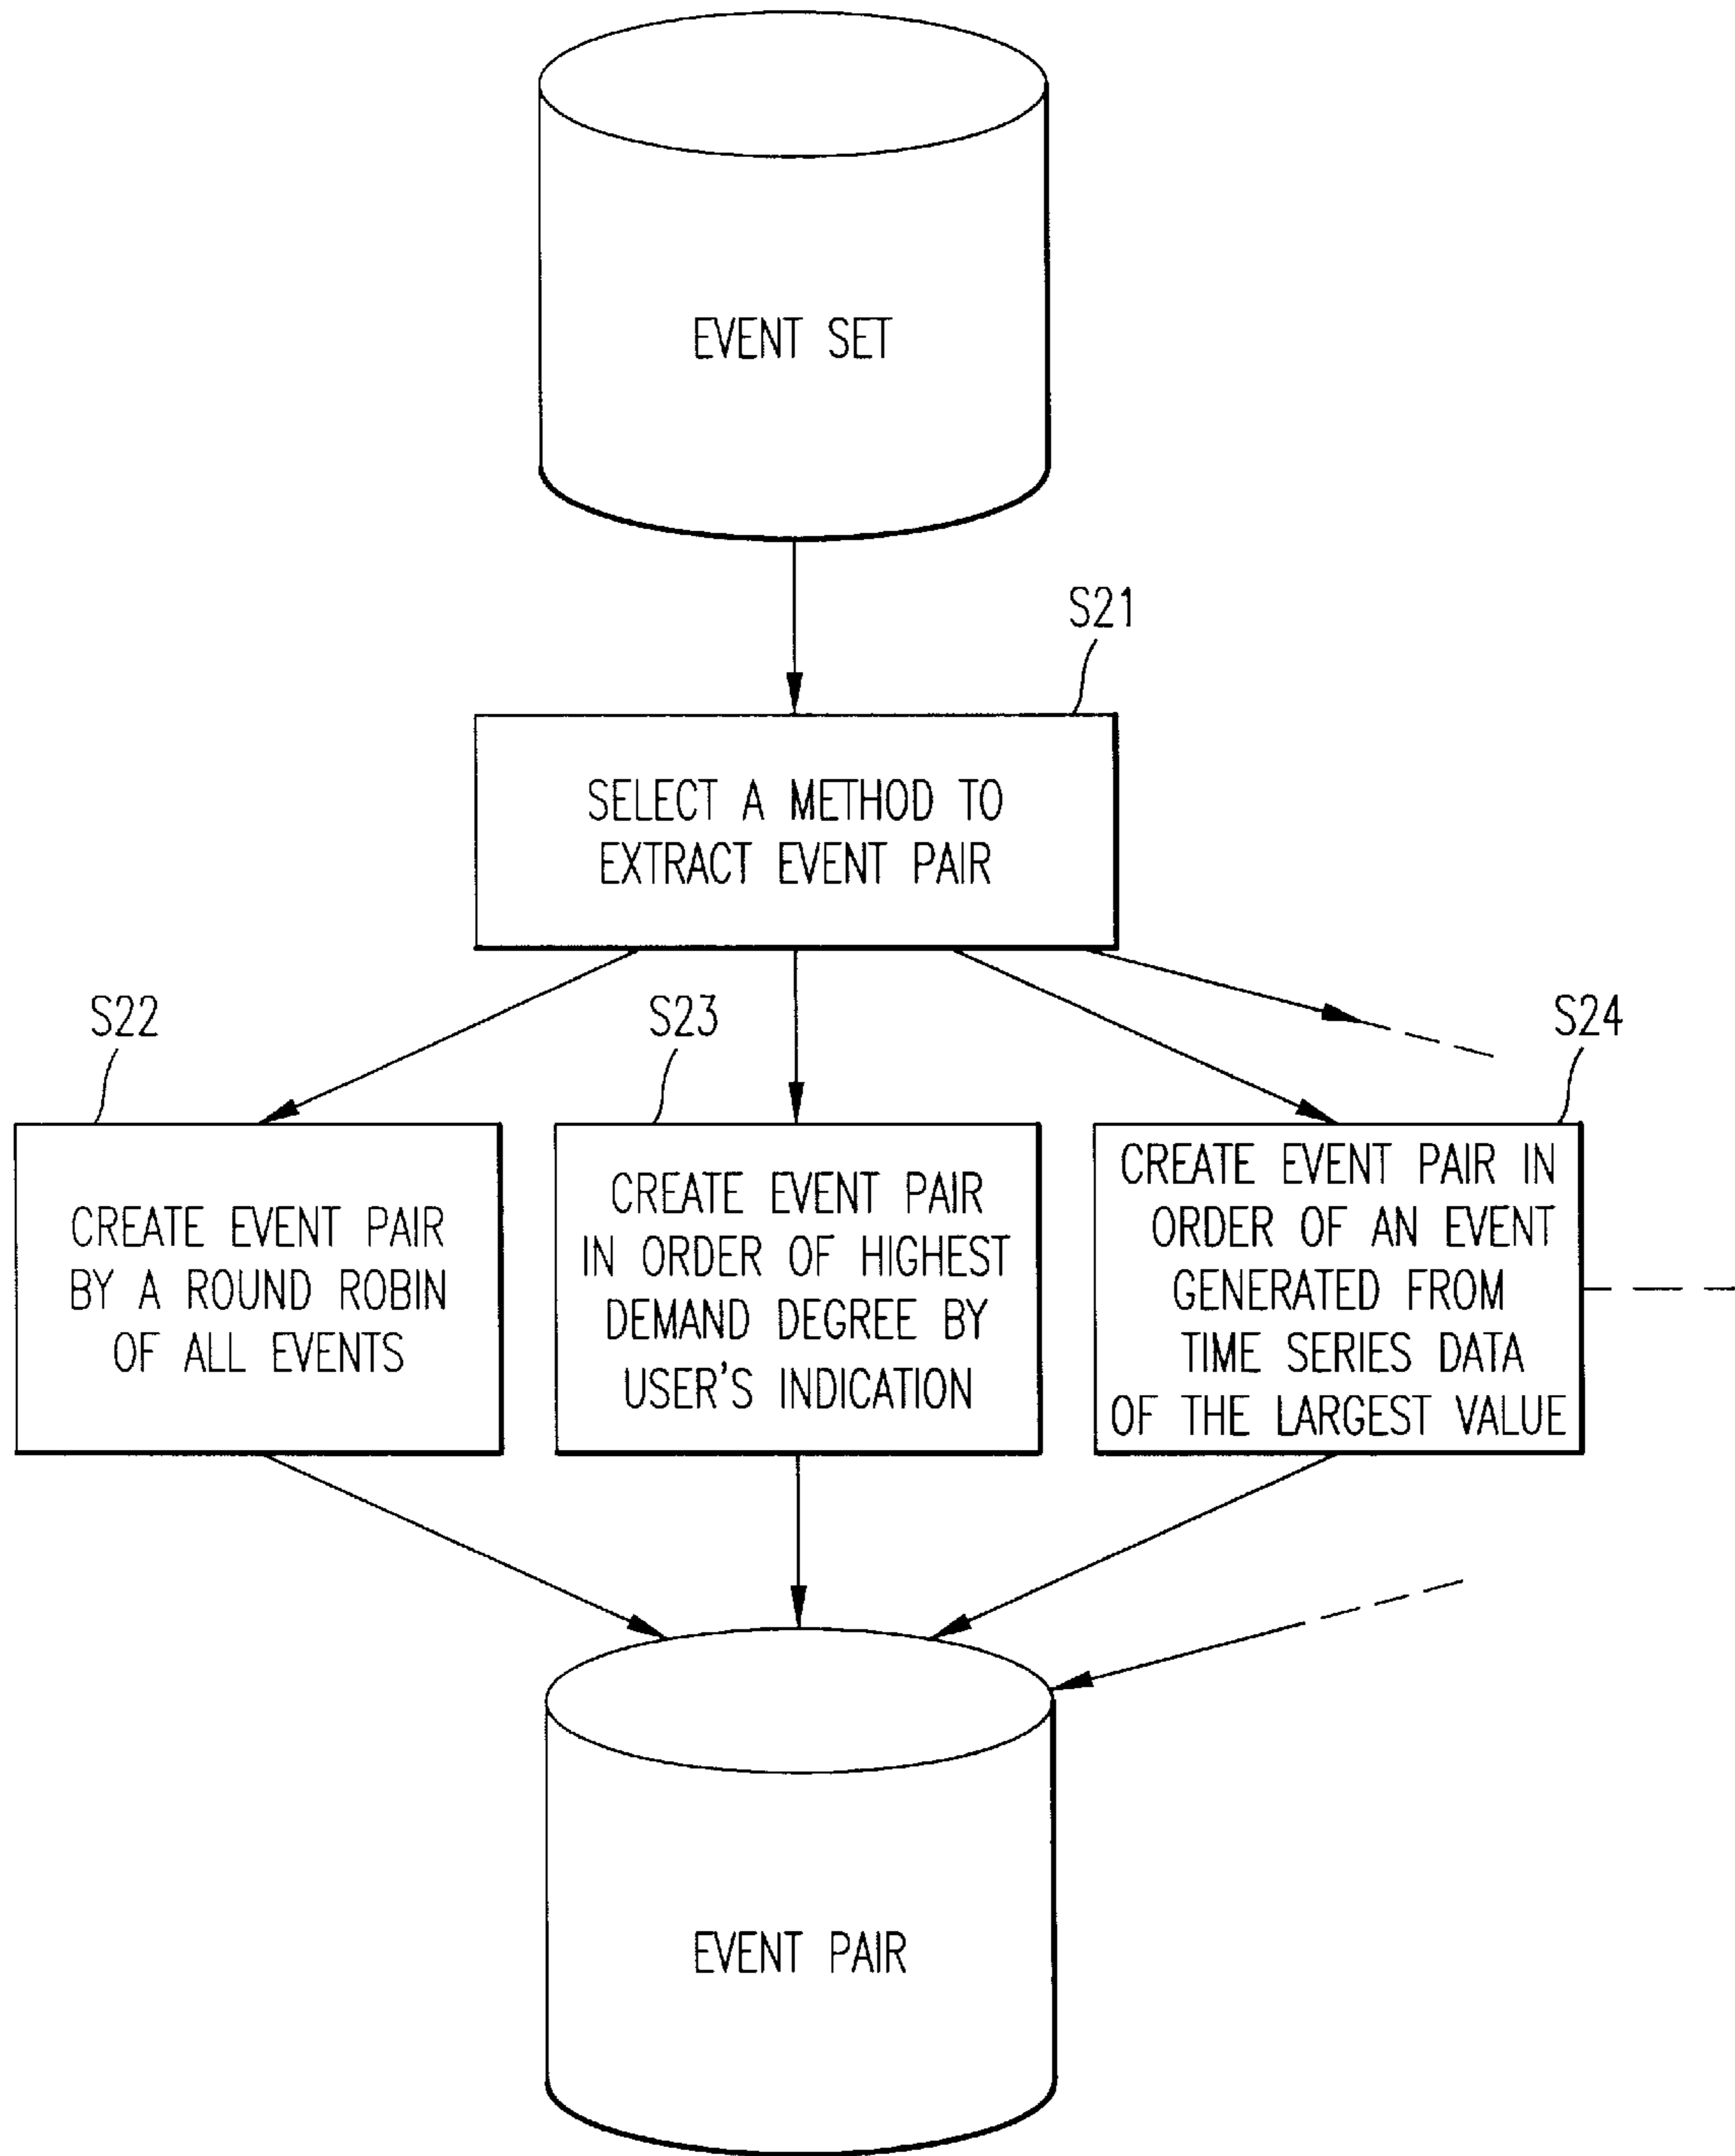 EVENT SET
S21
SELECT A METHOD TO
EXTRACT EVENT PAIR
S22
S23
S24
CREATE EVENT PAIR
BY A ROUND ROBIN
OF ALL EVENTS
CREATE EVENT PAIR
IN ORDER OF HIGHEST
DEMAND DEGREE BY
USER'S INDICATION
CREATE EVENT PAIR IN
ORDER OF AN EVENT
GENERATED FROM
TIME SERIES DATA
OF THE LARGEST VALUE
EVENT PAIR